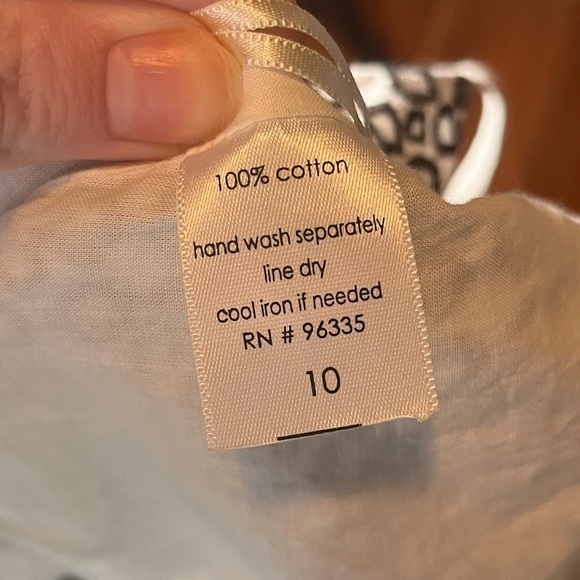 100% cotton
hand wash separately
line dry
cool iron if needed
RN # 96335
10